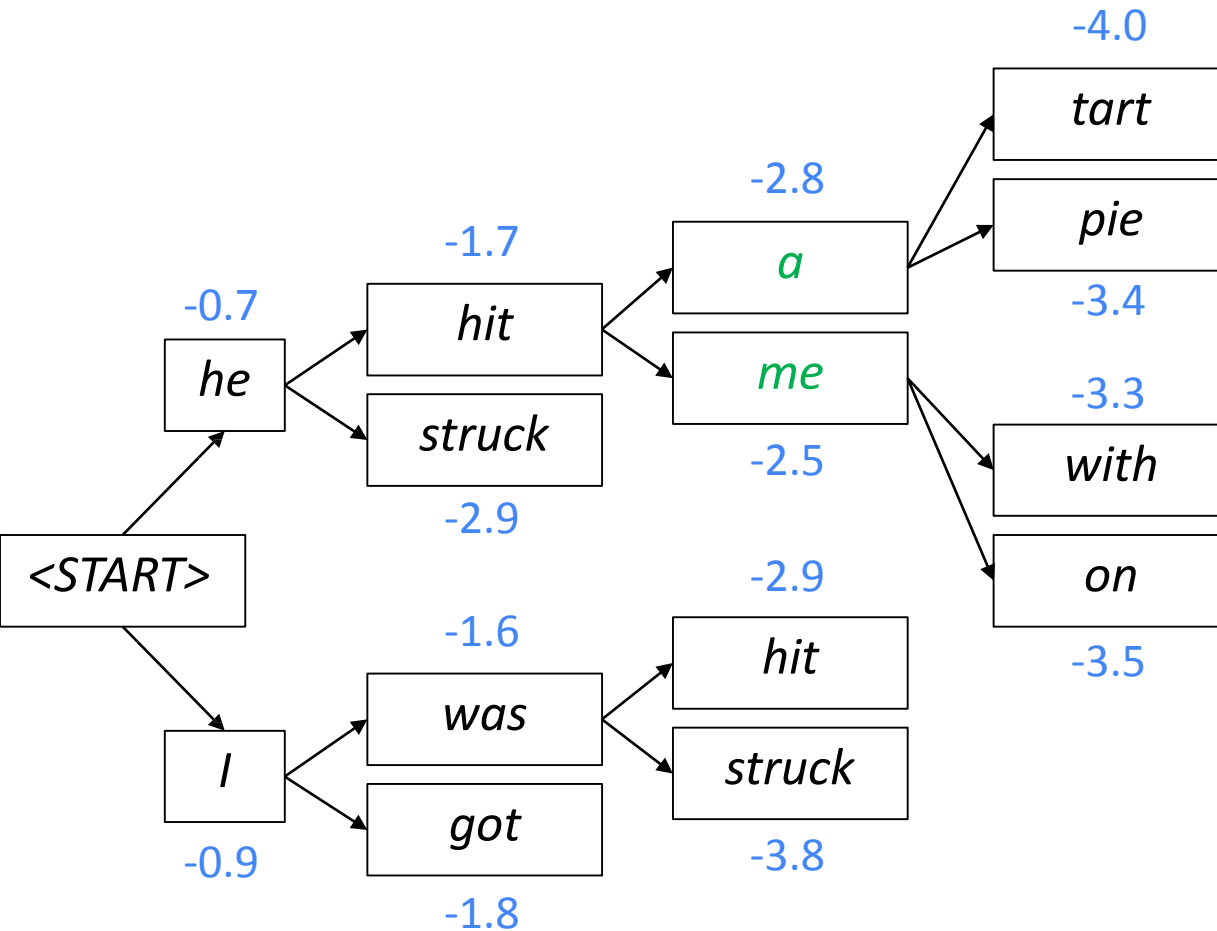 -4.0
tart
-2.8
pie
-1.7
a
-3.4
-0.7
hit
me
-3.3
he
struck
-2.5
with
-2.9
<START>
-2.9
on
-1.6
hit
-3.5
I
was
struck
got
-0.9
-3.8
-1.8